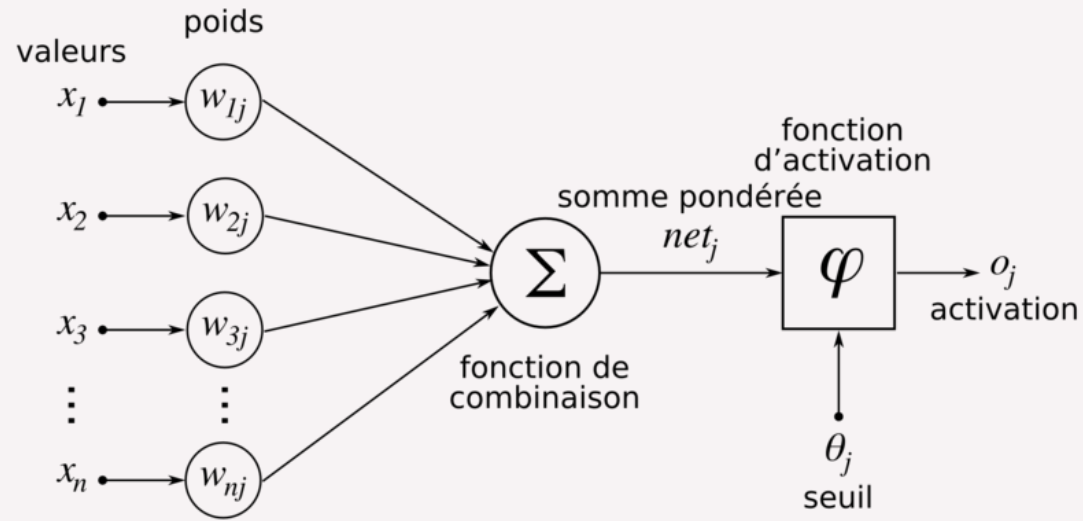 poids
valeurs
x1
w1j
x2
w2j
x3
w3j
⋮ ⋮
xn
wnj
Σ
fonction de
combinaison
somme pondérée
netj
fonction
d'activation
φ
oj
activation
θj
seuil